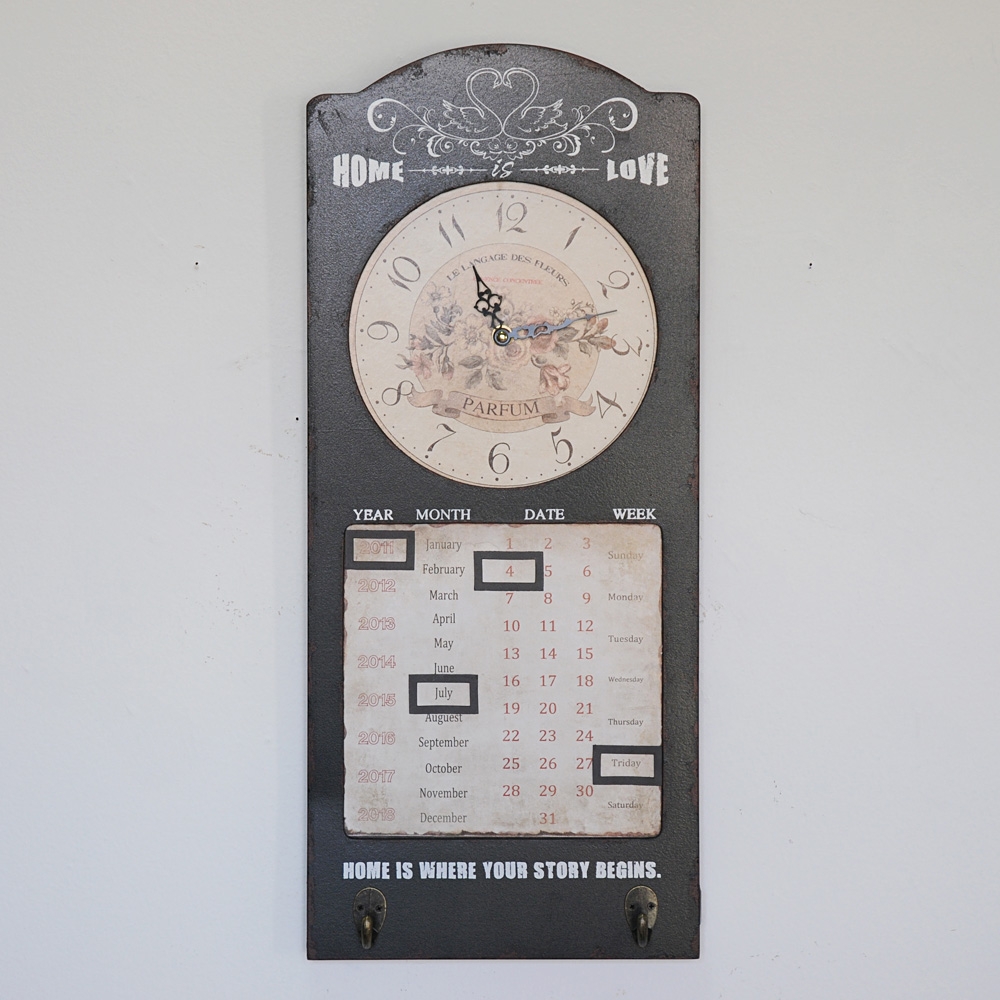 HOME is LOVE
11 12 1
10 2
9 3
8 4
7 6 5
LE LANGAGE DES FLEURS
PARFUM
YEAR MONTH DATE WEEK
2011 January 1 2 3 Sunday
2012 February 4 5 6
March 7 8 9 Monday
2013 April 10 11 12
May 13 14 15 Tuesday
2014 June 16 17 18 Wednesday
2015 July 19 20 21
Auguest 22 23 24 Thursday
2016 September 25 26 27 Triday
2017 October 28 29 30
November 31 Saturday
2018 December
HOME IS WHERE YOUR STORY BEGINS.